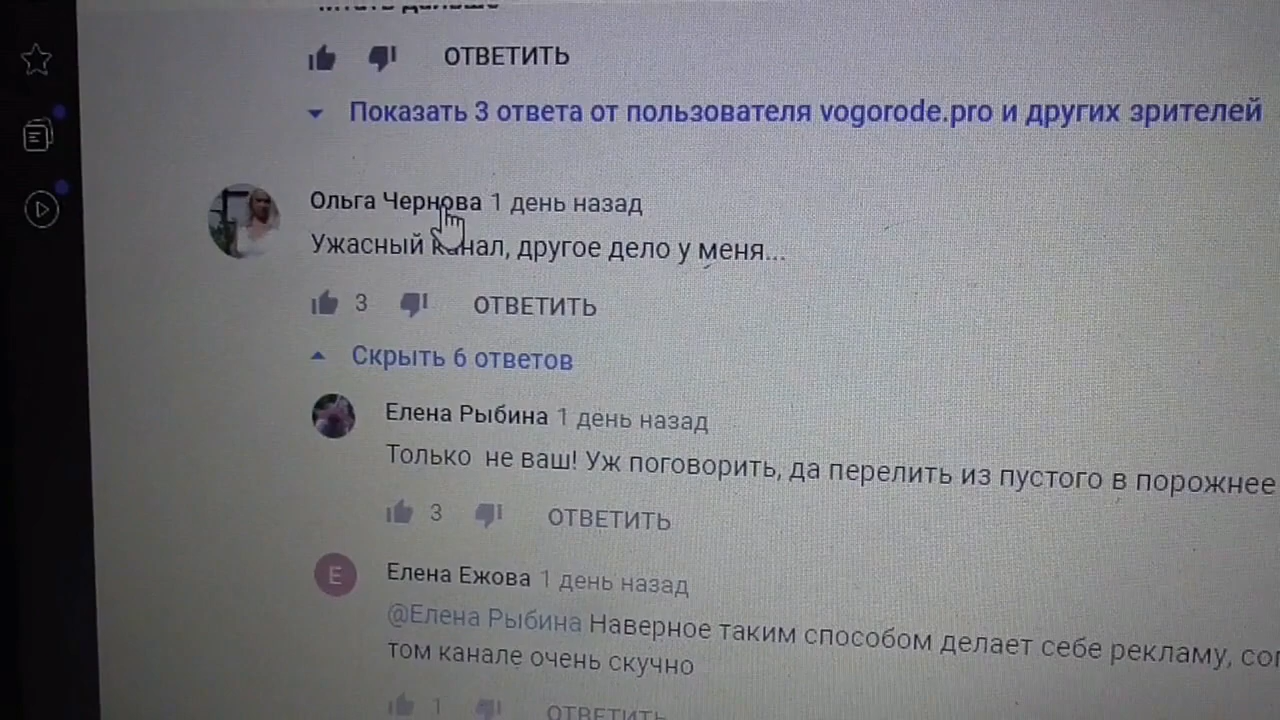 ОТВЕТИТЬ
Показать 3 ответа от пользователя vogorode.pro и других зрителей
Ольга Чернова 1 день назад
Ужасный канал, другое дело у меня...
3 ОТВЕТИТЬ
Скрыть 6 ответов
Елена Рыбина 1 день назад
Только не ваш! Уж поговорить, да перелить из пустого в порожнее
3 ОТВЕТИТЬ
Е
Елена Ежова 1 день назад
@Елена Рыбина Наверное таким способом делает себе рекламу,
том канале очень скучно
1 ОТВЕТИТЬ